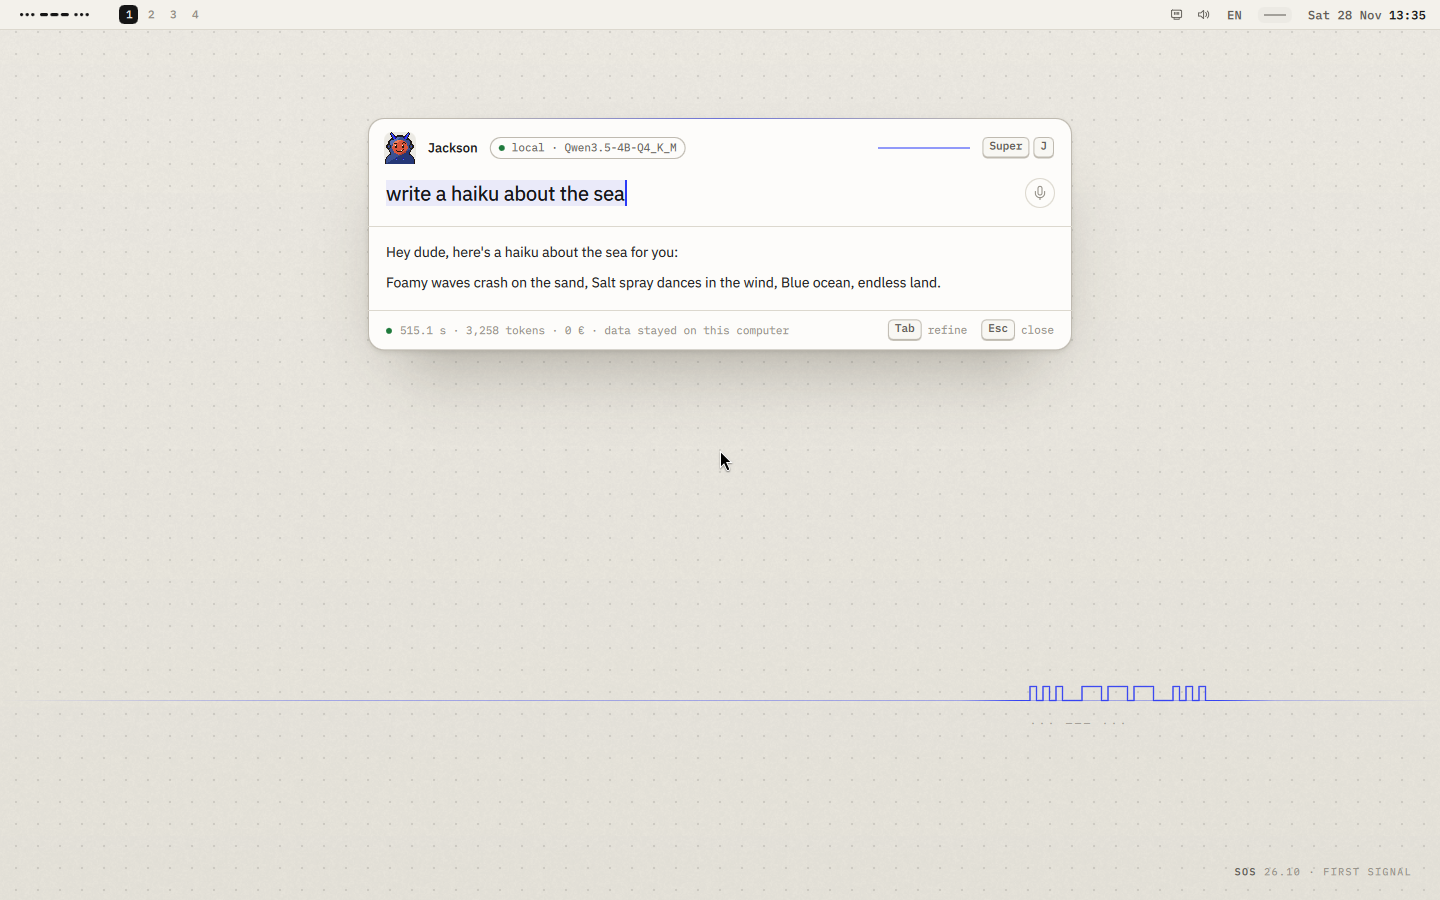 1 2 3 4
EN
Sat 28 Nov 13:35
Jackson
local · Qwen3.5-4B-Q4_K_M
Super J
write a haiku about the sea
Hey dude, here's a haiku about the sea for you:
Foamy waves crash on the sand, Salt spray dances in the wind, Blue ocean, endless land.
515.1 s · 3,258 tokens · 0 € · data stayed on this computer
Tab refine Esc close
··· ——— ···
SOS 26.10 · FIRST SIGNAL